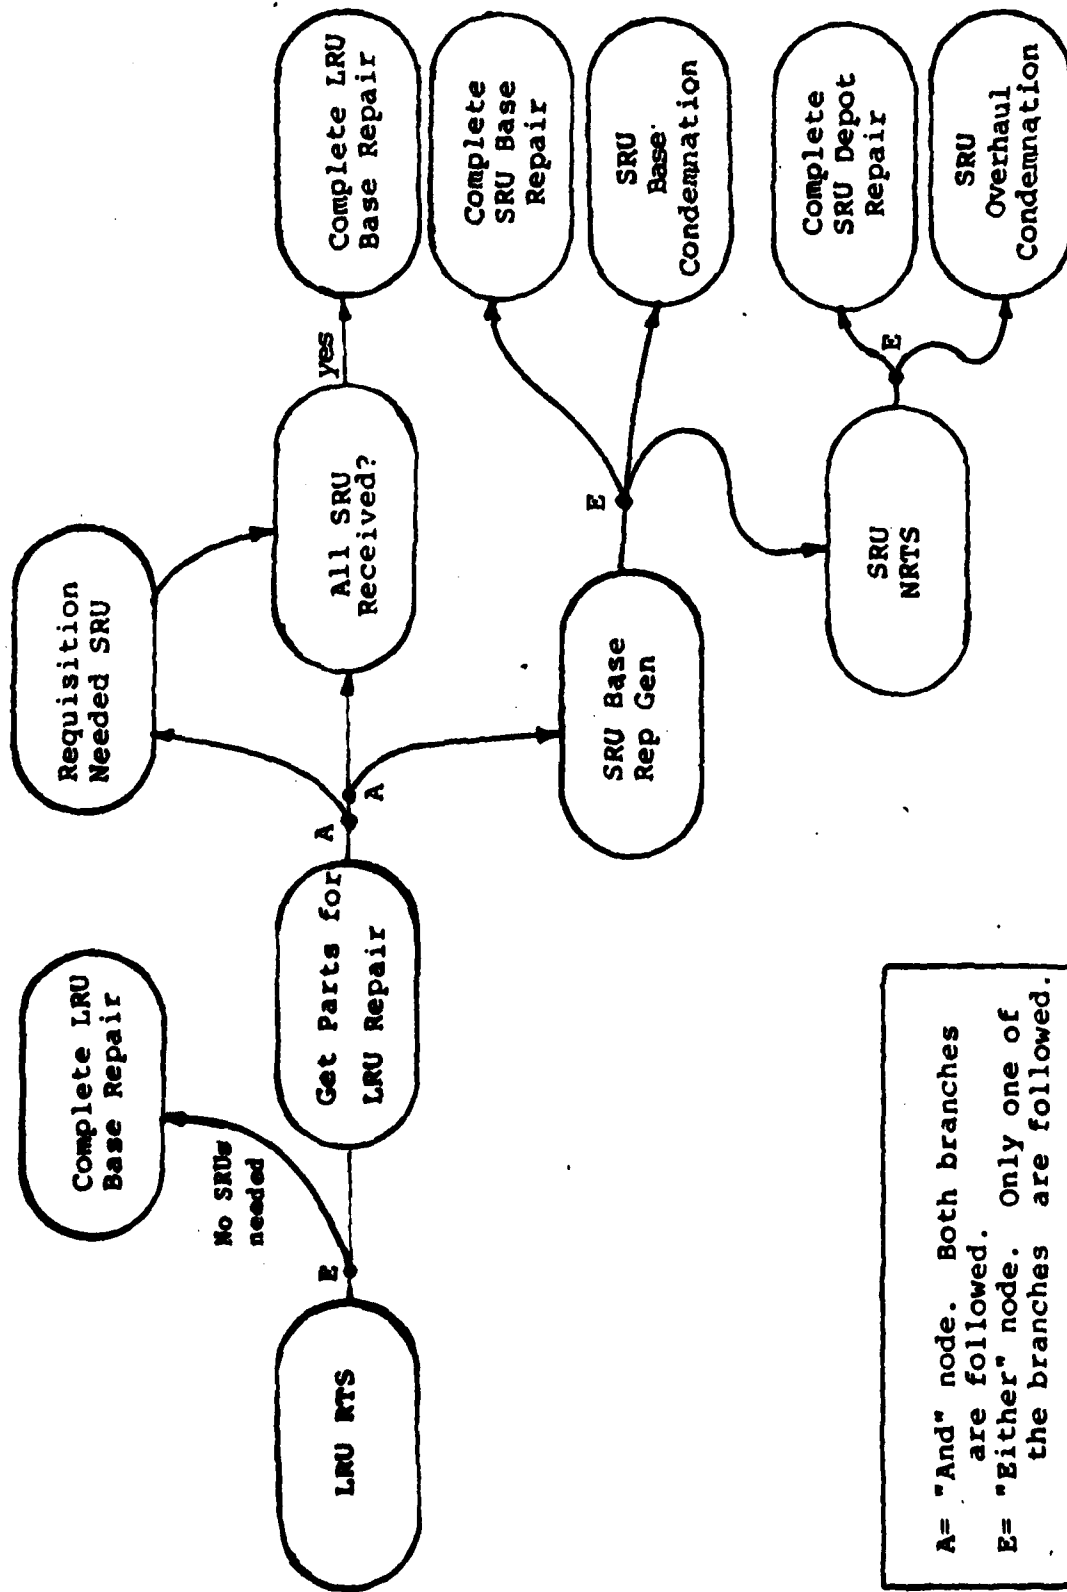 LRU RTS
E
No SRUs
needed
Complete LRU
Base Repair
Get Parts for
LRU Repair
A
A
Requisition
Needed SRU
All SRU
Received?
yes
Complete LRU
Base Repair
SRU Base
Rep Gen
E
Complete
SRU Base
Repair
SRU
Base
Condemnation
SRU
NRTS
E
Complete
SRU Depot
Repair
SRU
Overhaul
Condemnation
A= "And" node. Both branches
are followed.
E= "Either" node. Only one of
the branches are followed.